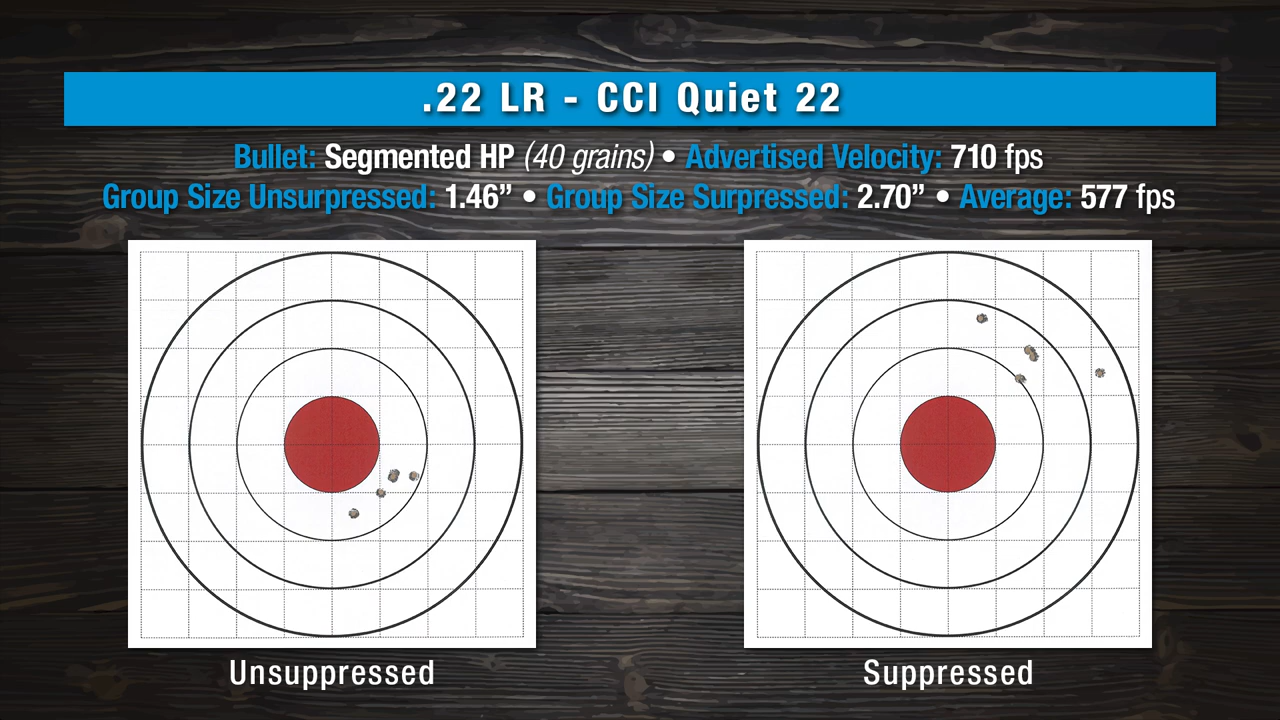 .22 LR - CCI Quiet 22
Bullet: Segmented HP (40 grains) • Advertised Velocity: 710 fps
Group Size Unsurpressed: 1.46” • Group Size Surpressed: 2.70” • Average: 577 fps
Unsuppressed
Suppressed